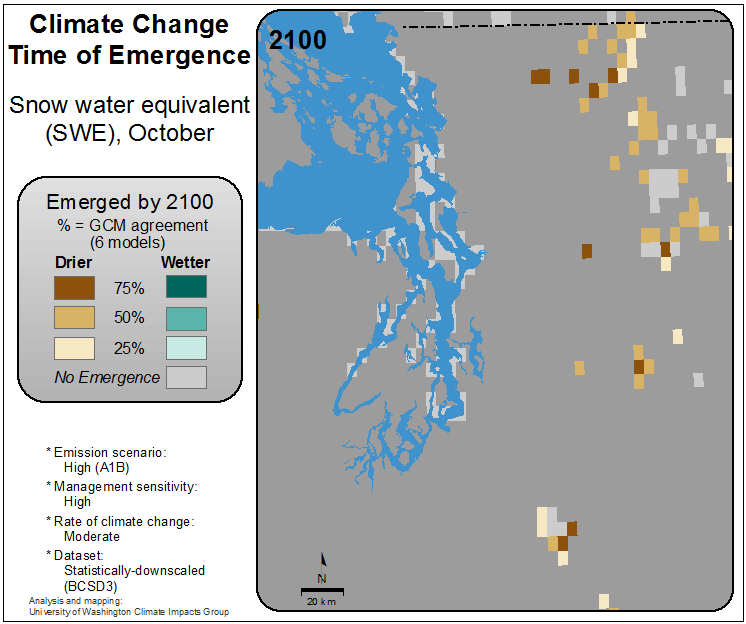 Climate Change
Time of Emergence
Snow water equivalent
(SWE), October
Emerged by 2100
% = GCM agreement
(6 models)
Drier Wetter
75%
50%
25%
No Emergence
* Emission scenario:
High (A1B)
* Management sensitivity:
High
* Rate of climate change:
Moderate
* Dataset:
Statistically-downscaled
(BCSD3)
Analysis and mapping:
University of Washington Climate Impacts Group
2100
N
20 km